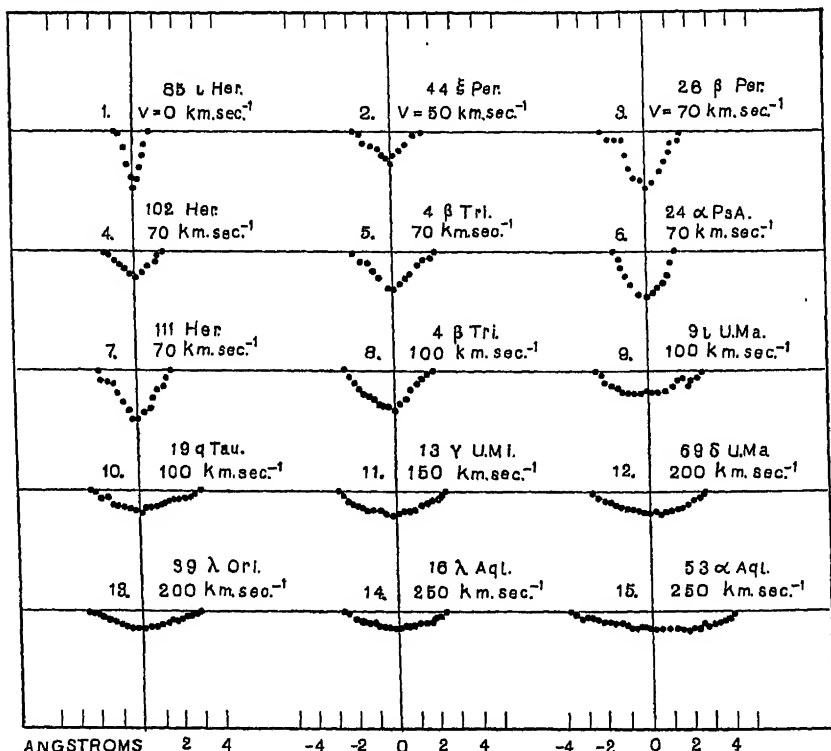 85 ι Her.
1. V = 0 km.sec.⁻¹
44 ξ Per.
2. V = 50 km.sec.⁻¹
26 β Per.
3. V = 70 km.sec.⁻¹
102 Her.
4. 70 km.sec.⁻¹
4 β Tri.
5. 70 km.sec.⁻¹
24 α PsA.
6. 70 km.sec.⁻¹
111 Her.
7. 70 km.sec.⁻¹
4 β Tri.
8. 100 km.sec.⁻¹
9 ι U.Ma.
9. 100 km.sec.⁻¹
19 q Tau.
10. 100 km.sec.⁻¹
13 γ U.Mi.
11. 150 km.sec.⁻¹
69 δ U.Ma
12. 200 km.sec.⁻¹
39 λ Ori.
13. 200 km.sec.⁻¹
16 λ Aql.
14. 250 km.sec.⁻¹
53 α Aql.
15. 250 km.sec.⁻¹
ANGSTROMS 2 4 -4 -2 0 2 4 -4 -2 0 2 4